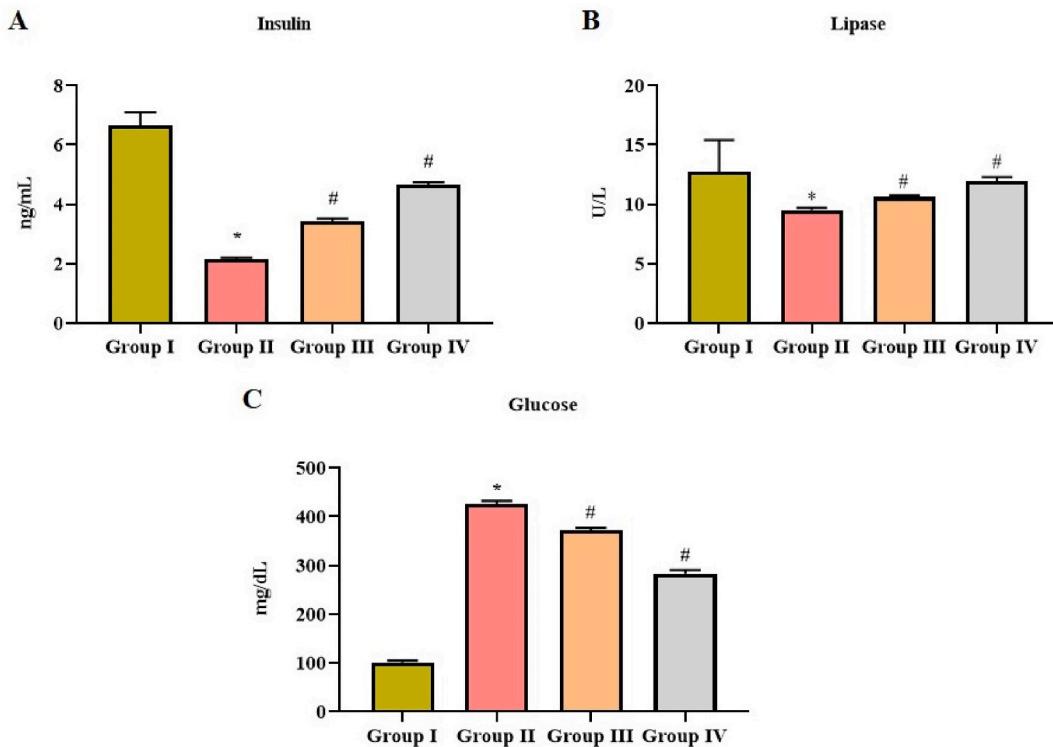 A
Insulin
ng/mL
8
6
4
2
0
*
#
#
Group I
Group II
Group III
Group IV
B
Lipase
U/L
20
15
10
5
0
*
#
#
Group I
Group II
Group III
Group IV
C
Glucose
mg/dL
500
400
300
200
100
0
*
#
#
Group I
Group II
Group III
Group IV